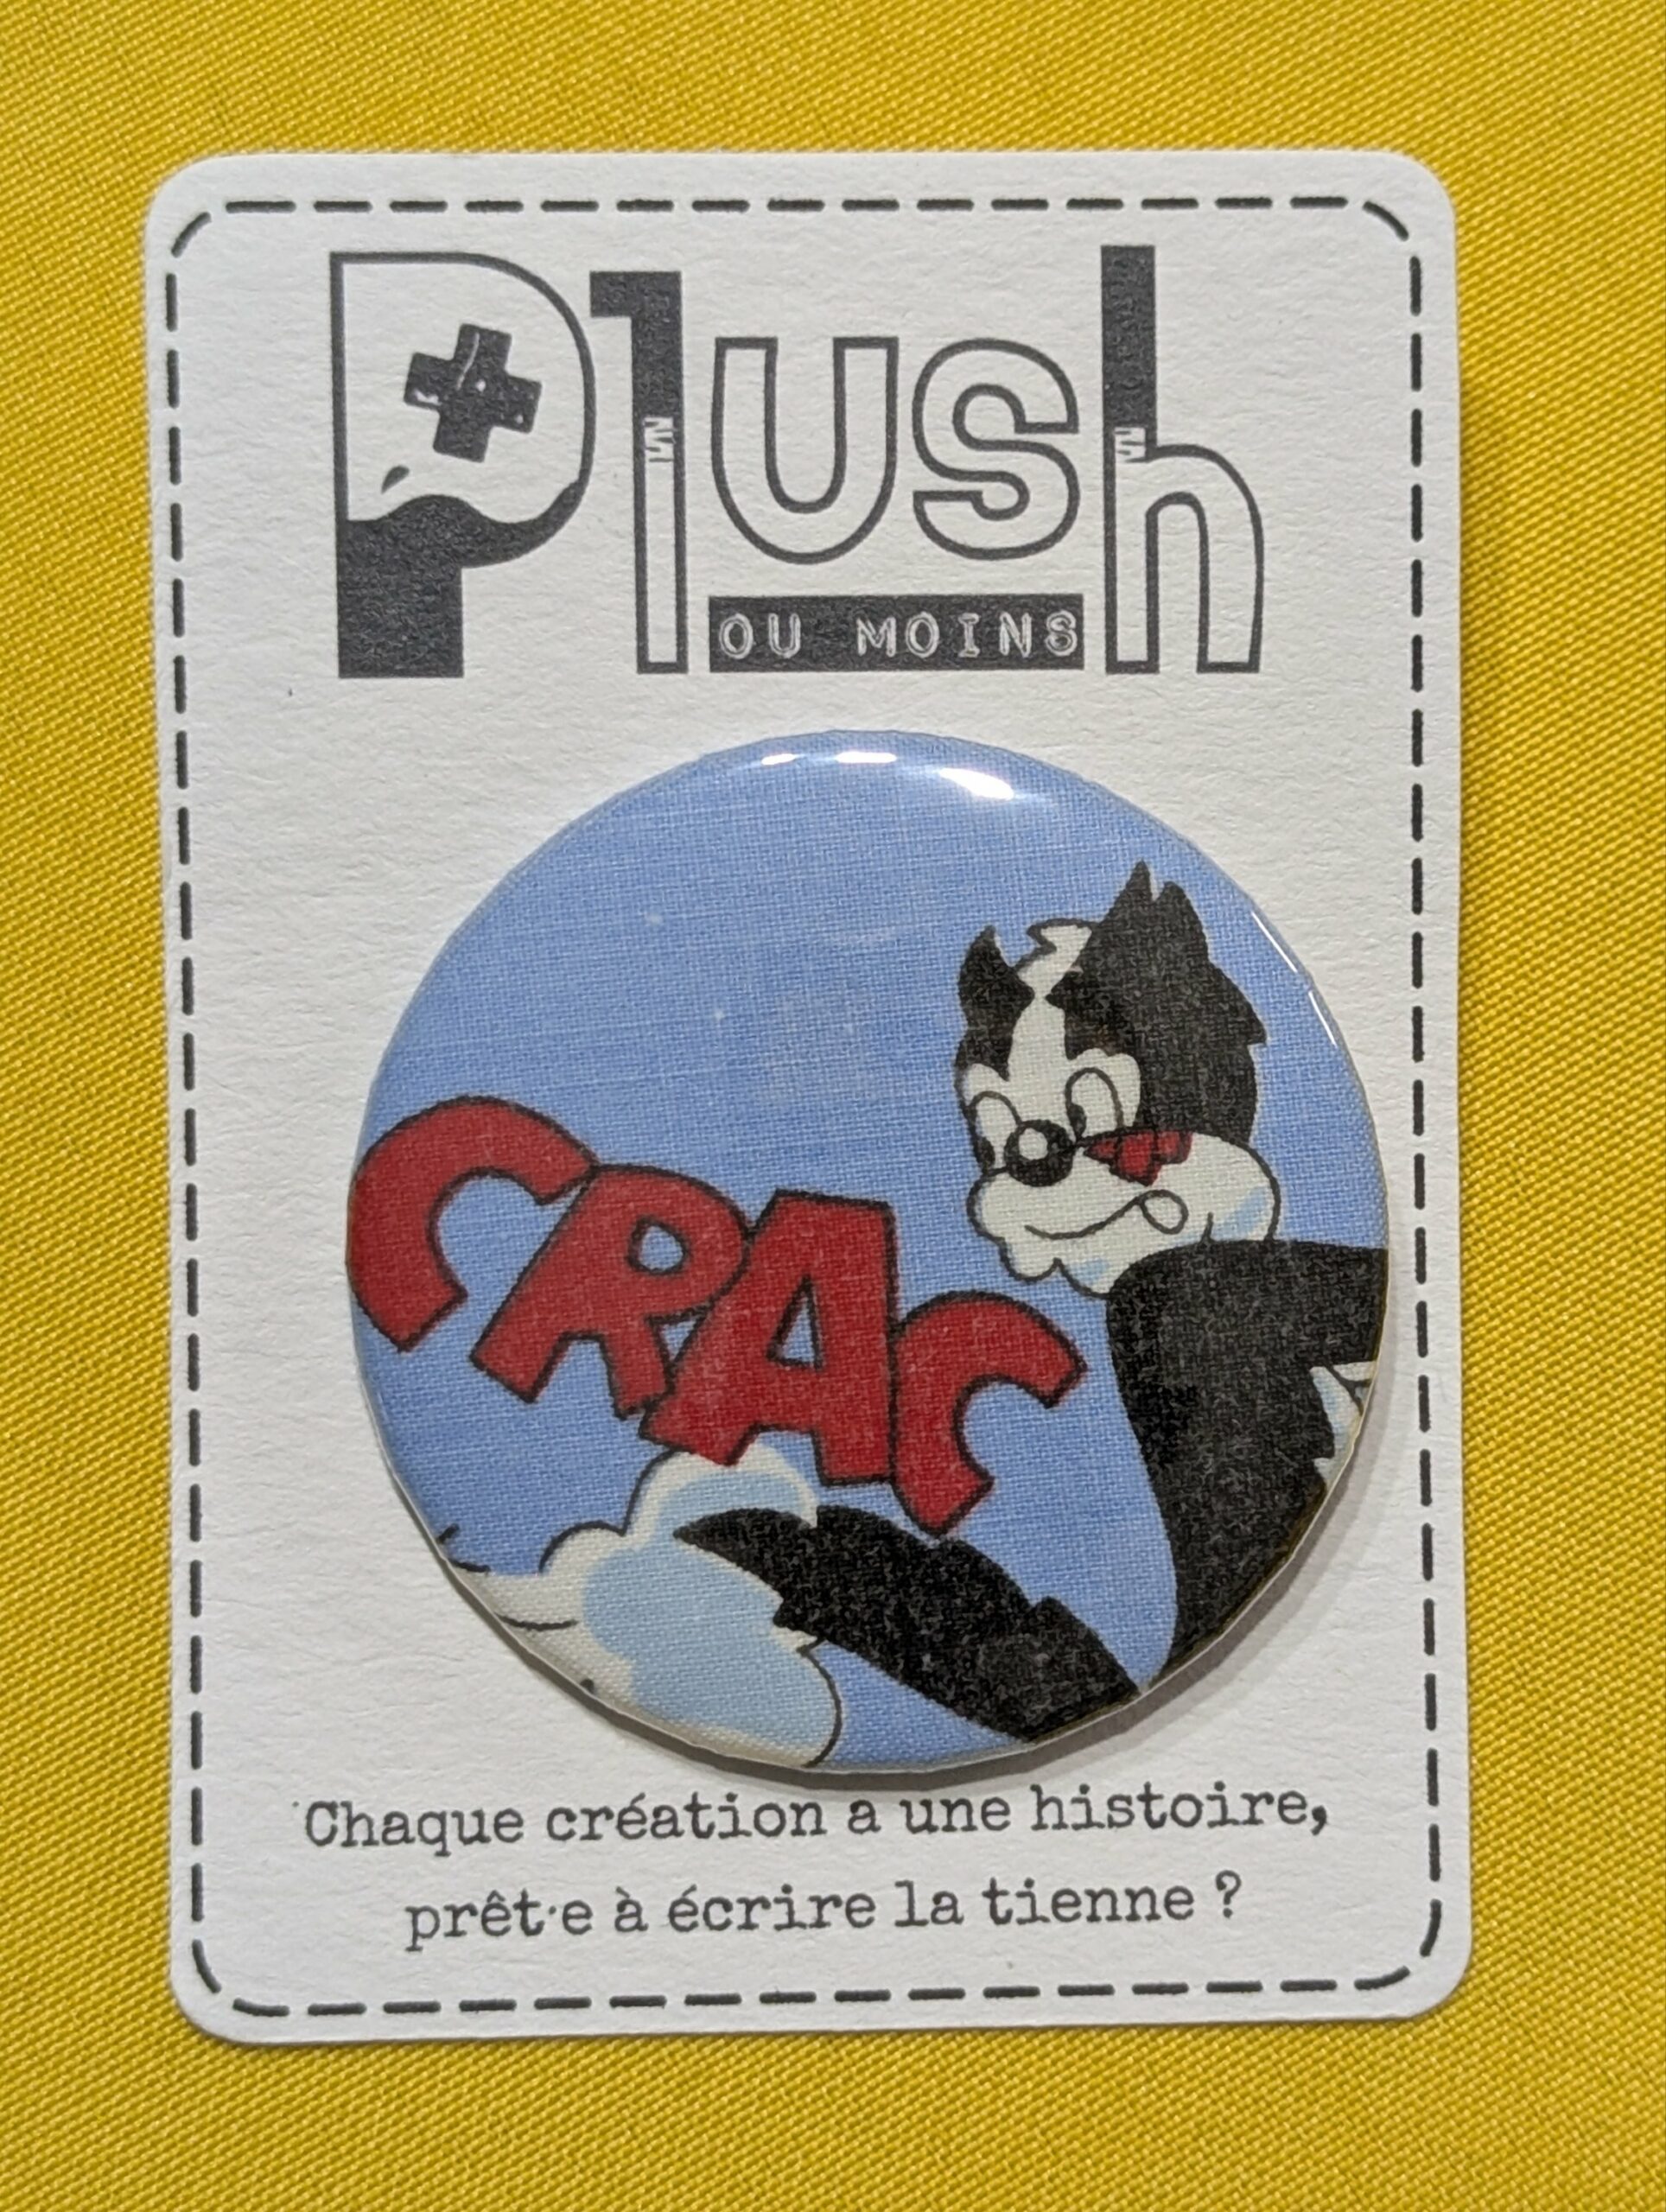 Plush
OU MOINS
CRAC
Chaque création a une histoire,
prêt·e à écrire la tienne ?